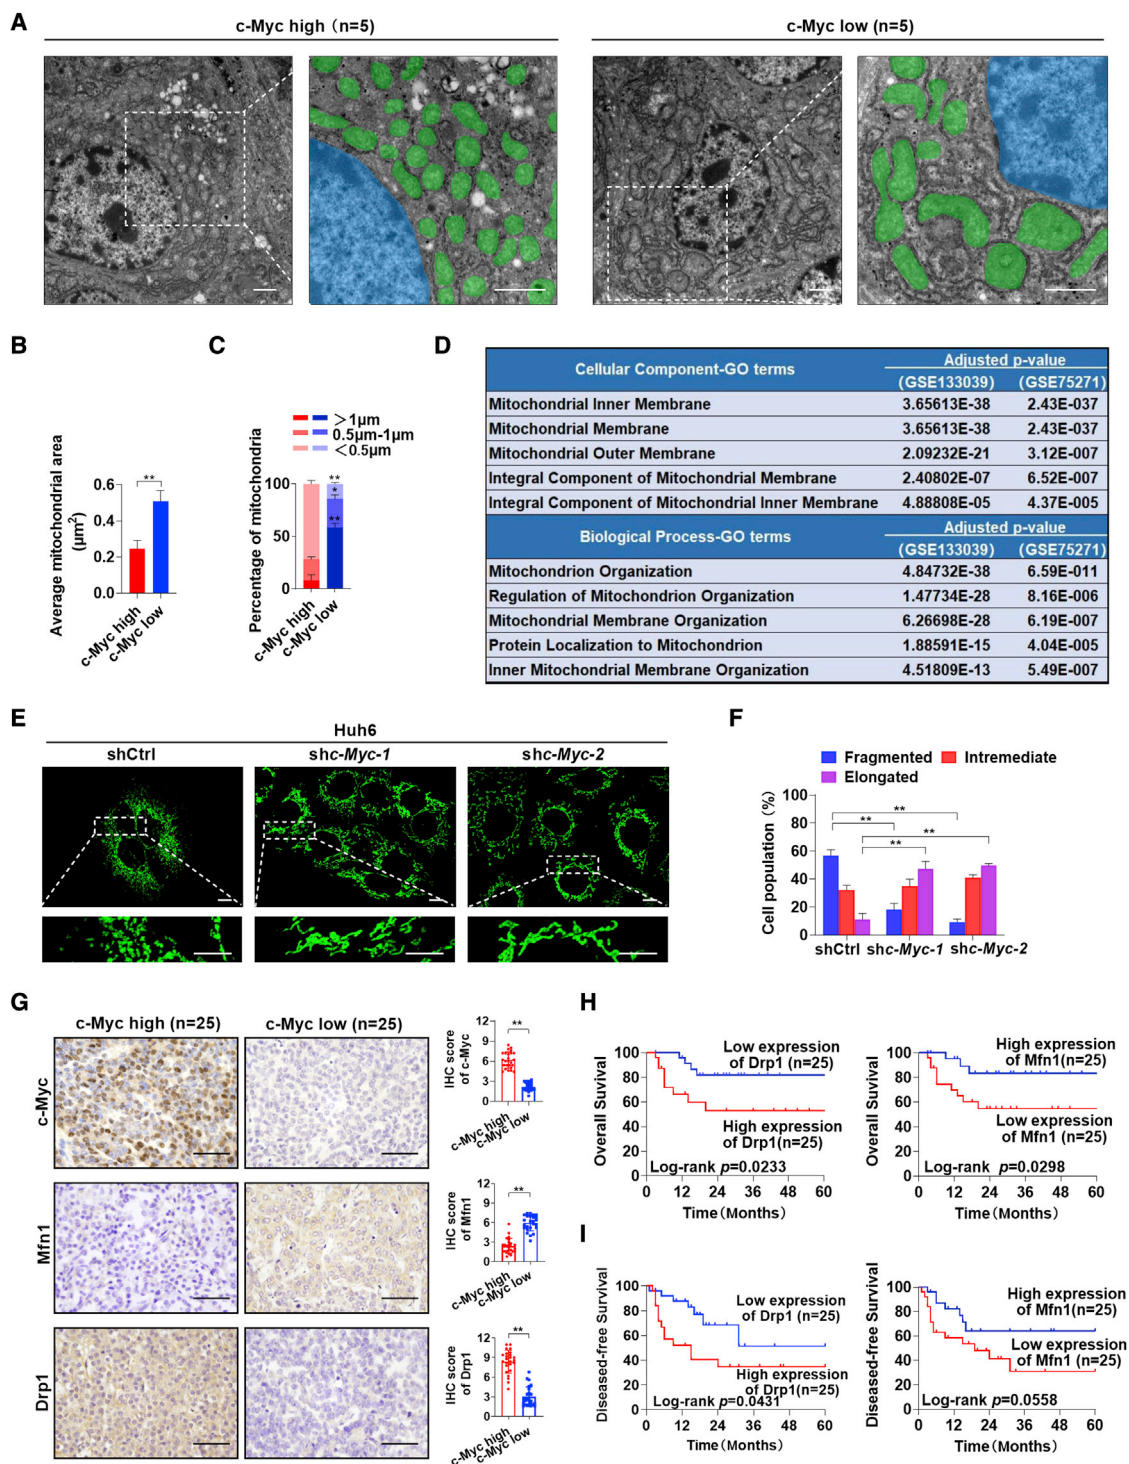 A
c-Myc high (n=5)
c-Myc low (n=5)
B
Average mitochondrial area
(µm²)
0.6
0.4
0.2
0.0
**
c-Myc high
c-Myc low
C
>1µm
0.5µm-1µm
<0.5µm
Percentage of mitochondria
100
50
0
**
*
**
c-Myc high
c-Myc low
D
Cellular Component-GO terms
Adjusted p-value
(GSE133039) (GSE75271)
Mitochondrial Inner Membrane 3.65613E-38 2.43E-037
Mitochondrial Membrane 3.65613E-38 2.43E-037
Mitochondrial Outer Membrane 2.09232E-21 3.12E-007
Integral Component of Mitochondrial Membrane 2.40802E-07 6.52E-007
Integral Component of Mitochondrial Inner Membrane 4.88808E-05 4.37E-005
Biological Process-GO terms
Adjusted p-value
(GSE133039) (GSE75271)
Mitochondrion Organization 4.84732E-38 6.59E-011
Regulation of Mitochondrion Organization 1.47734E-28 8.16E-006
Mitochondrial Membrane Organization 6.26698E-28 6.19E-007
Protein Localization to Mitochondrion 1.88591E-15 4.04E-005
Inner Mitochondrial Membrane Organization 4.51809E-13 5.49E-007
E
Huh6
shCtrl
shc-Myc-1
shc-Myc-2
F
Fragmented
Intremediate
Elongated
Cell population (%)
100
80
60
40
20
0
**
**
**
**
shCtrl
shc-Myc-1
shc-Myc-2
G
c-Myc high (n=25)
c-Myc low (n=25)
c-Myc
Mfn1
Drp1
IHC score
of c-Myc
12
9
6
3
0
**
c-Myc high
c-Myc low
IHC score
of Mfn1
12
9
6
3
0
**
c-Myc high
c-Myc low
IHC score
of Drp1
12
9
6
3
0
**
c-Myc high
c-Myc low
H
Overall Survival
100
80
60
40
20
0
Low expression
of Drp1 (n=25)
High expression
of Drp1(n=25)
Log-rank p=0.0233
0 12 24 36 48 60
Time(Months)
Overall Survival
100
80
60
40
20
0
High expression
of Mfn1(n=25)
Low expression
of Mfn1 (n=25)
Log-rank p=0.0298
0 12 24 36 48 60
Time(Months)
I
Diseased-free Survival
100
80
60
40
20
0
Low expression
of Drp1 (n=25)
High expression
of Drp1(n=25)
Log-rank p=0.0431
0 12 24 36 48 60
Time(Months)
Diseased-free Survival
100
80
60
40
20
0
High expression
of Mfn1(n=25)
Low expression
of Mfn1 (n=25)
Log-rank p=0.0558
0 12 24 36 48 60
Time(Months)